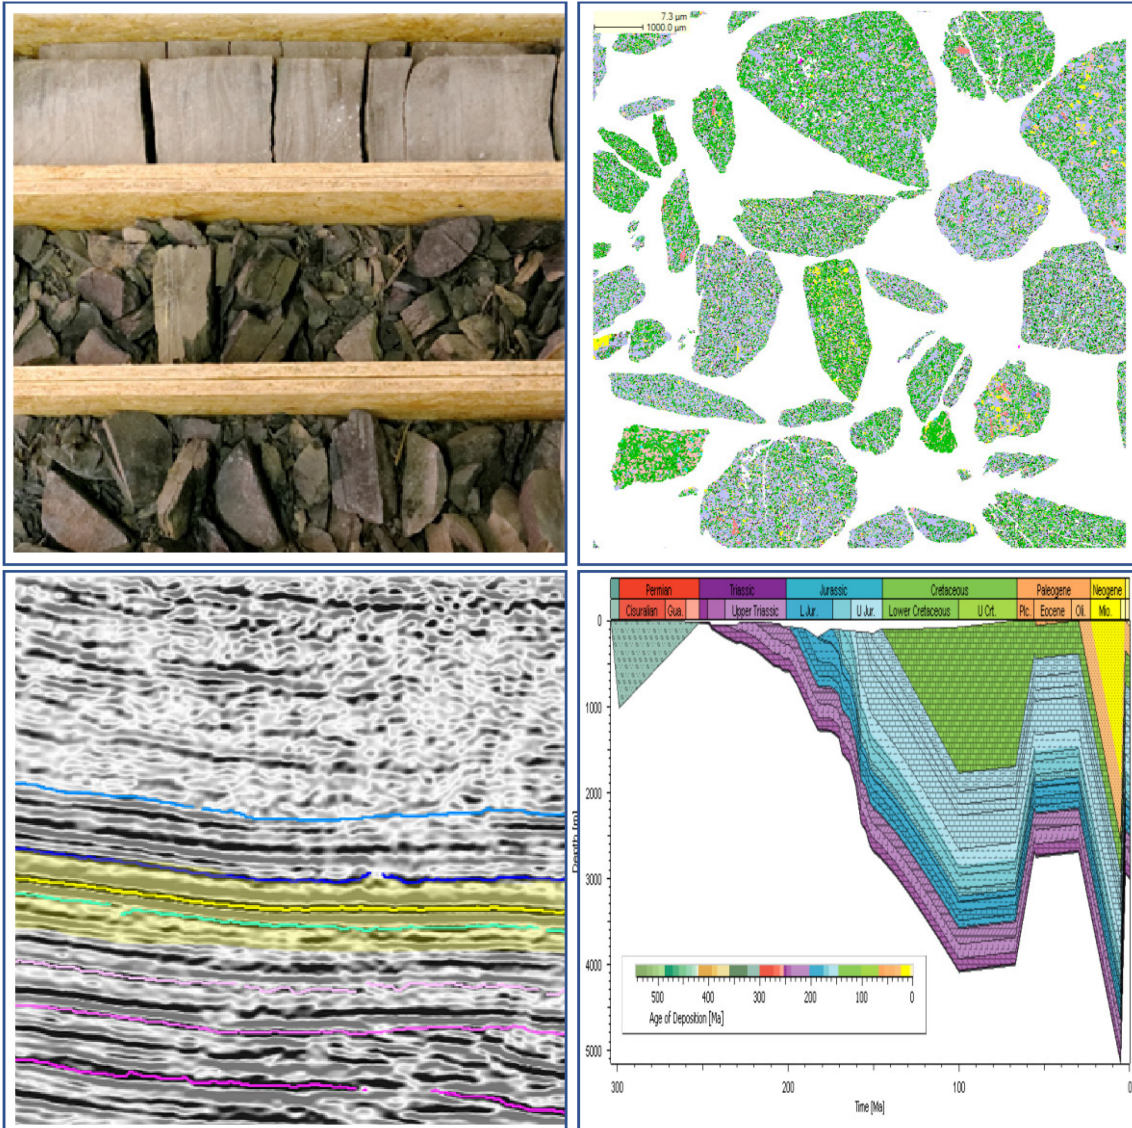 7.3 µm
1000.0 µm
Permian Triassic Jurassic Cretaceous Paleogene Neogene
Cisuralian Gua. Upper Triassic L Jur. U Jur. Lower Cretaceous U Crt. Plc. Eocene Oli. Mio.
0
1000
2000
3000
4000
5000
Depth [m]
500 400 300 200 100 0
Age of Deposition [Ma]
300 200 100 0
Time [Ma]